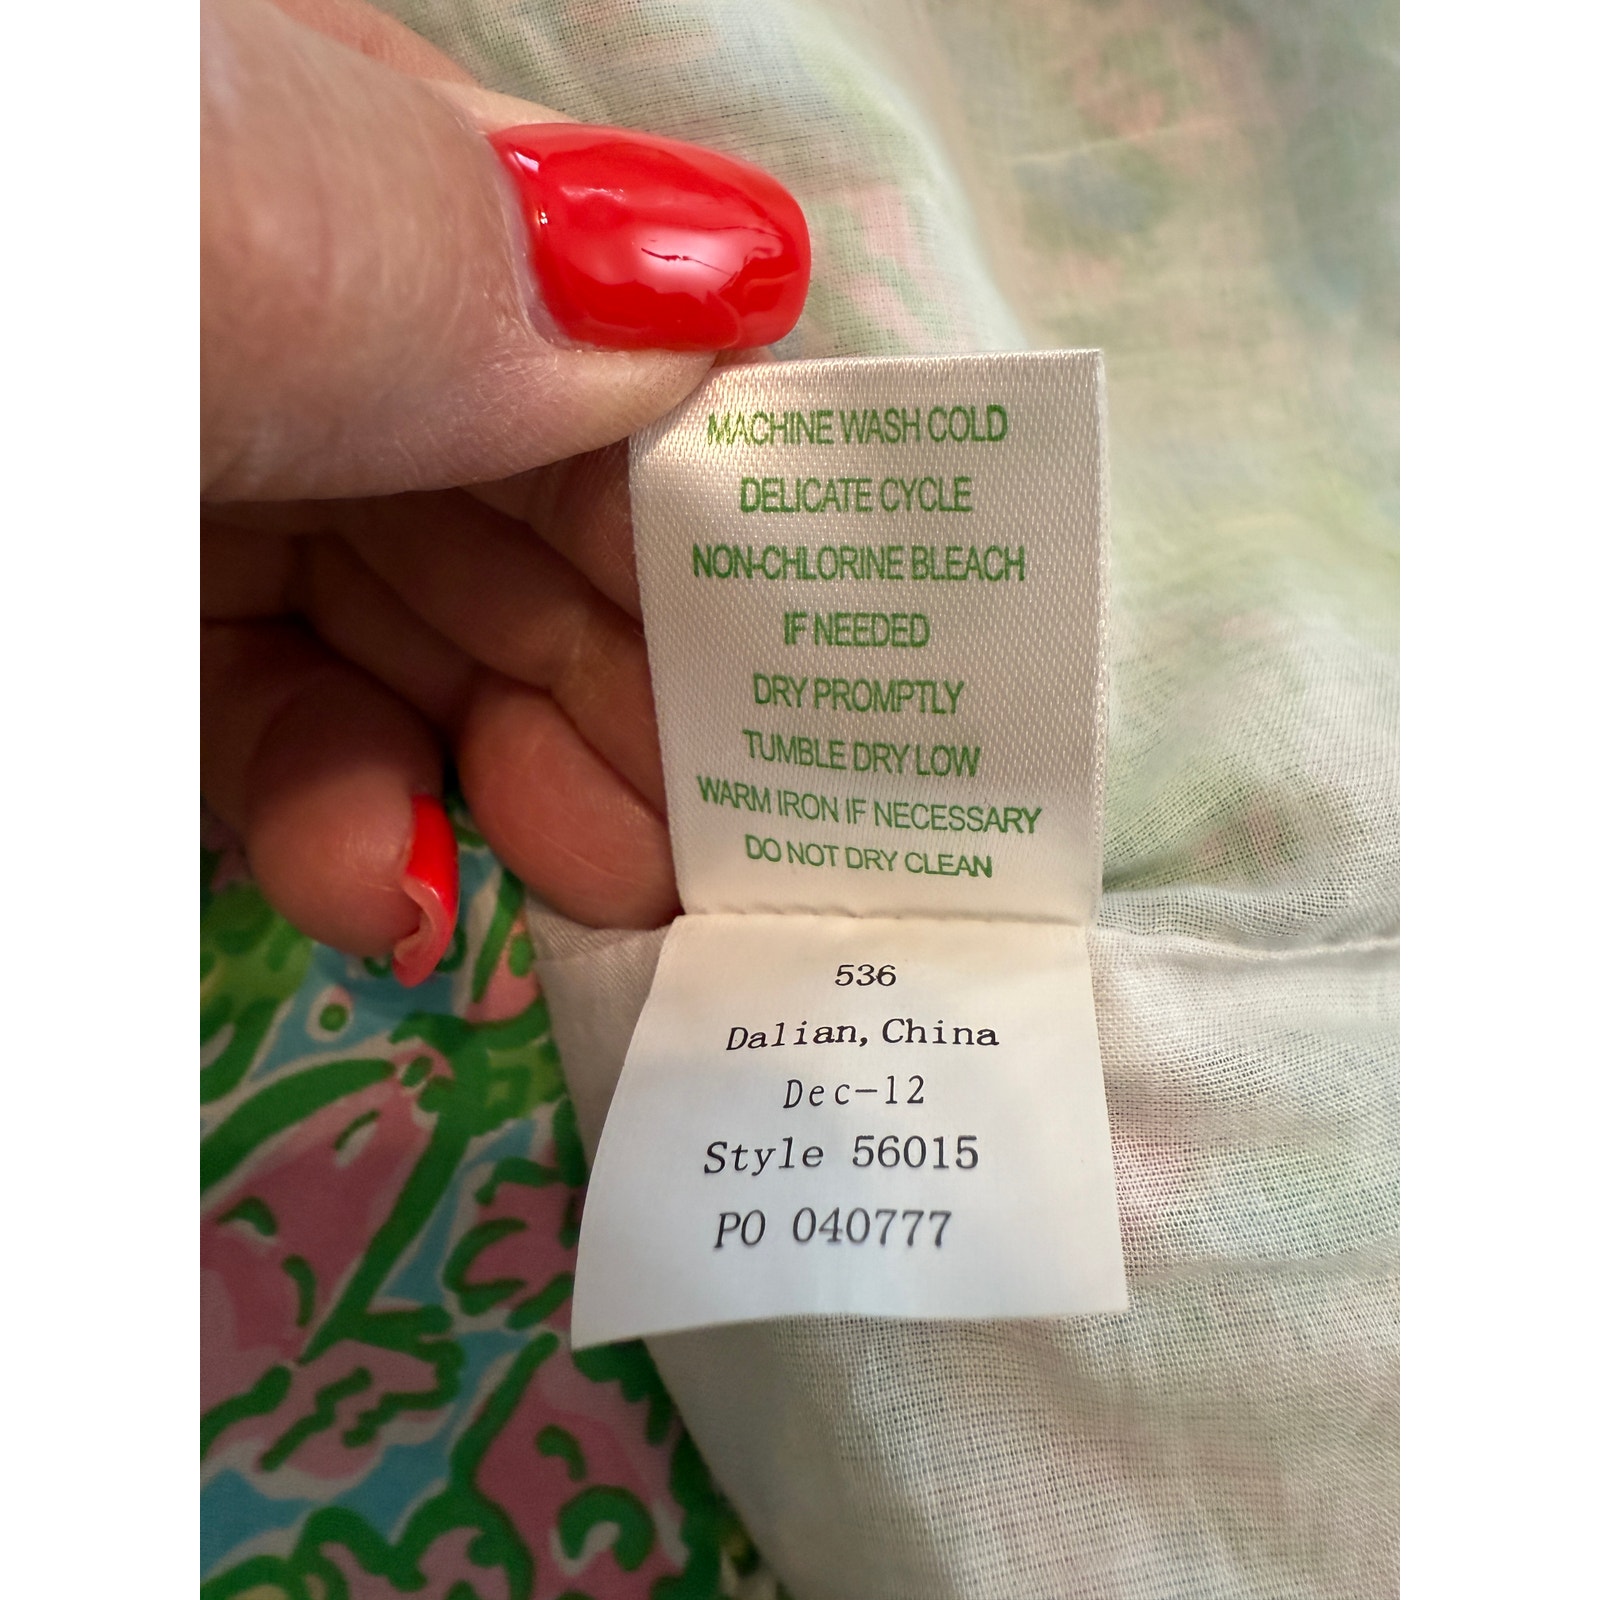 MACHINE WASH COLD
DELICATE CYCLE
NON-CHLORINE BLEACH
IF NEEDED
DRY PROMPTLY
TUMBLE DRY LOW
WARM IRON IF NECESSARY
DO NOT DRY CLEAN
536
Dalian, China
Dec-12
Style 56015
PO 040777